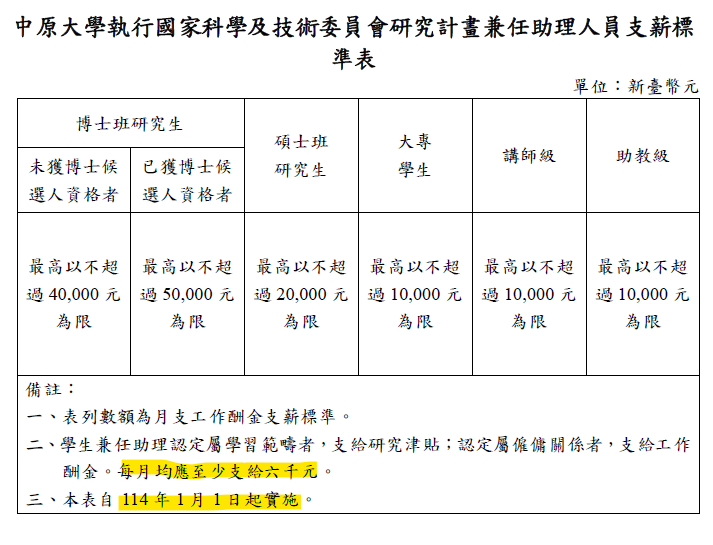 中原大學執行國家科學及技術委員會研究計畫兼任助理人員支薪標
準表
單位：新臺幣元
博士班研究生
未獲博士候
選人資格者
已獲博士候
選人資格者
碩士班
研究生
大專
學生
講師級
助教級
最高以不超
過 40,000 元
為限
最高以不超
過 50,000 元
為限
最高以不超
過 20,000 元
為限
最高以不超
過 10,000 元
為限
最高以不超
過 10,000 元
為限
最高以不超
過 10,000 元
為限
備註：
一、表列數額為月支工作酬金支薪標準。
二、學生兼任助理認定屬學習範疇者，支給研究津貼；認定屬僱傭關係者，支給工作
酬金。每月均應至少支給六千元。
三、本表自 114 年 1 月 1 日起實施。